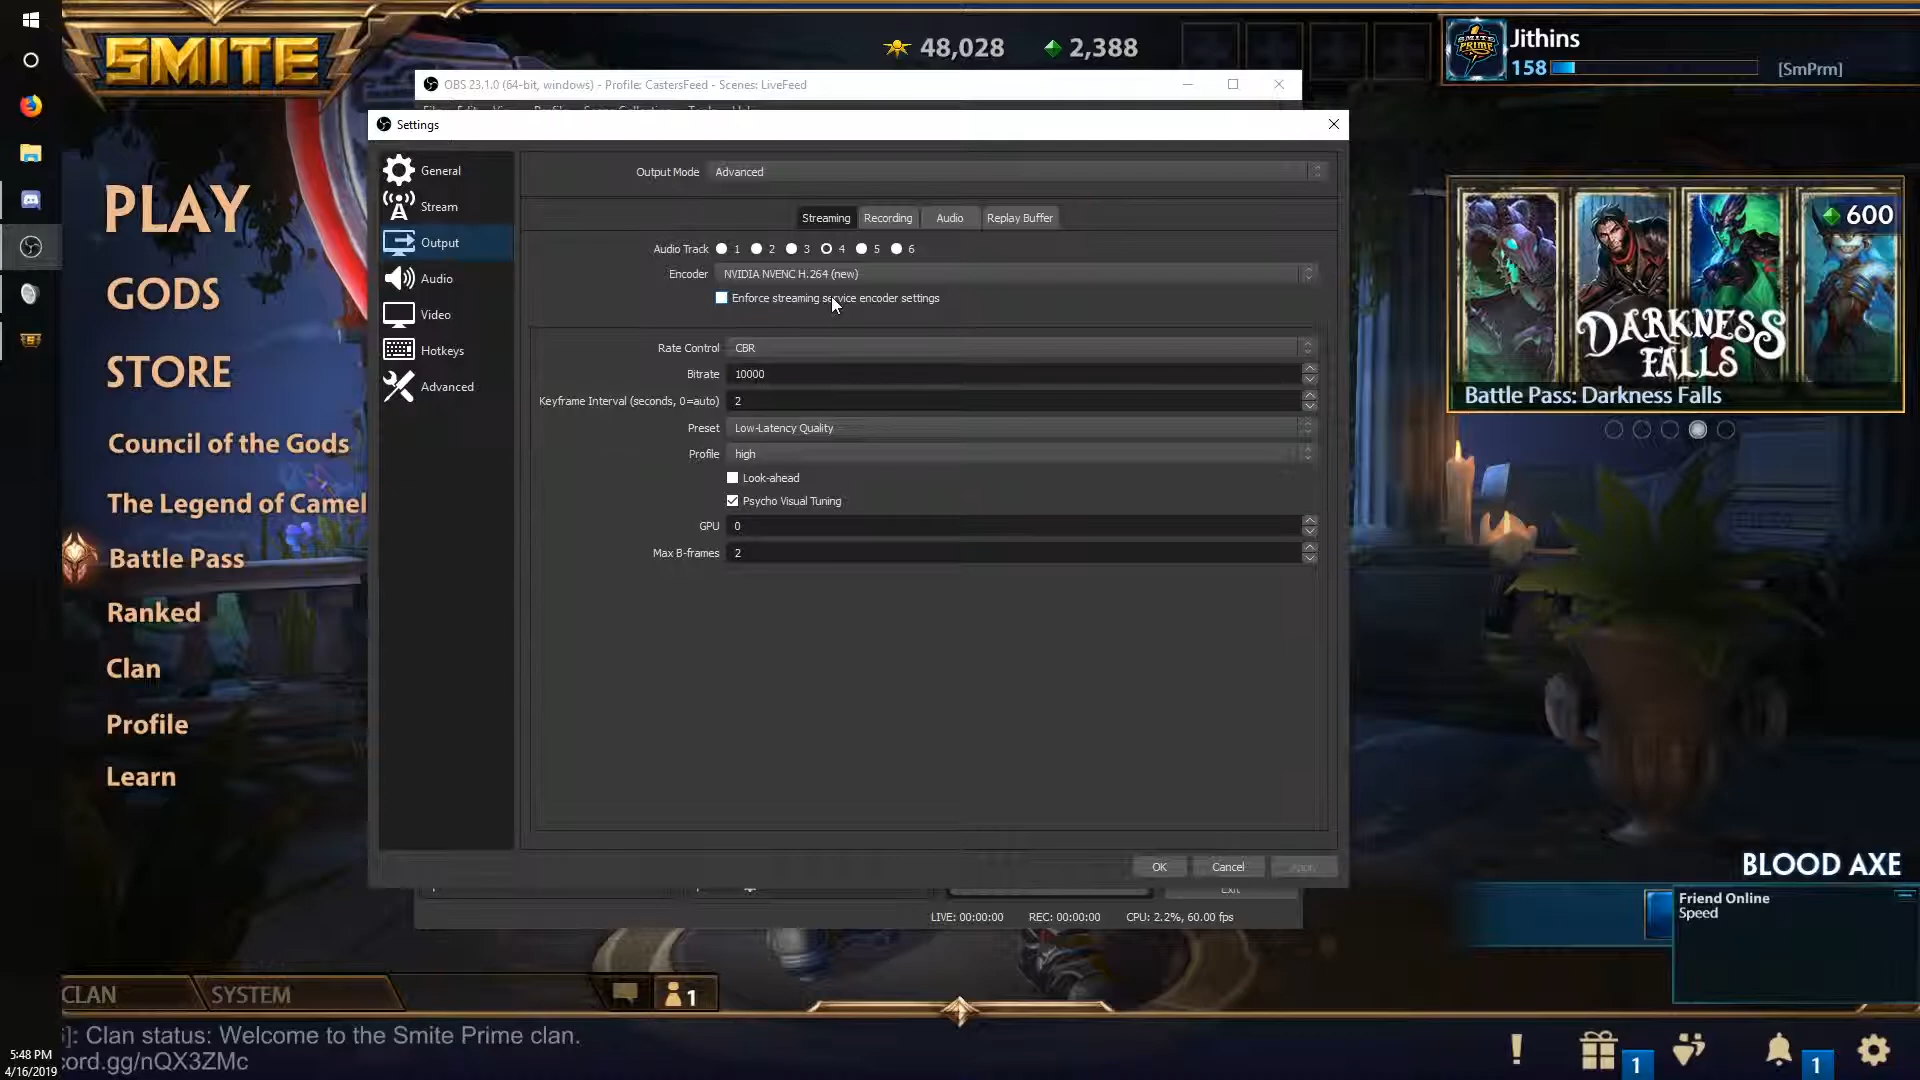 SMITE
48,028
2,388
Jithins
158
[SmPrm]
OBS 23.1.0 (64-bit, windows) - Profile: CastersFeed - Scenes: LiveFeed
Settings
General
Stream
Output
Audio
Video
Hotkeys
Advanced
Output Mode Advanced
Streaming Recording Audio Replay Buffer
Audio Track 1 2 3 4 5 6
Encoder NVIDIA NVENC H.264 (new)
Enforce streaming service encoder settings
Rate Control CBR
Bitrate 10000
Keyframe Interval (seconds, 0=auto) 2
Preset Low-Latency Quality
Profile high
Look-ahead
Psycho Visual Tuning
GPU 0
Max B-frames 2
OK Cancel Apply
Exit
LIVE: 00:00:00 REC: 00:00:00 CPU: 2.2%, 60.00 fps
PLAY
GODS
STORE
Council of the Gods
The Legend of Camel
Battle Pass
Ranked
Clan
Profile
Learn
600
DARKNESS
FALLS
Battle Pass: Darkness Falls
BLOOD AXE
Friend Online
Speed
CLAN SYSTEM
1
]: Clan status: Welcome to the Smite Prime clan.
cord.gg/nQX3ZMc
5:48 PM
4/16/2019
1
1